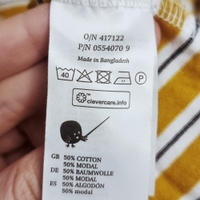 O/N 417122
P/N 0554070 9
Made in Bangladesh
40
P
clevercare.info
GB 50% COTTON
50% MODAL
DE 50% BAUMWOLLE
50% MODAL
ES 50% ALGODÓN
50% modal